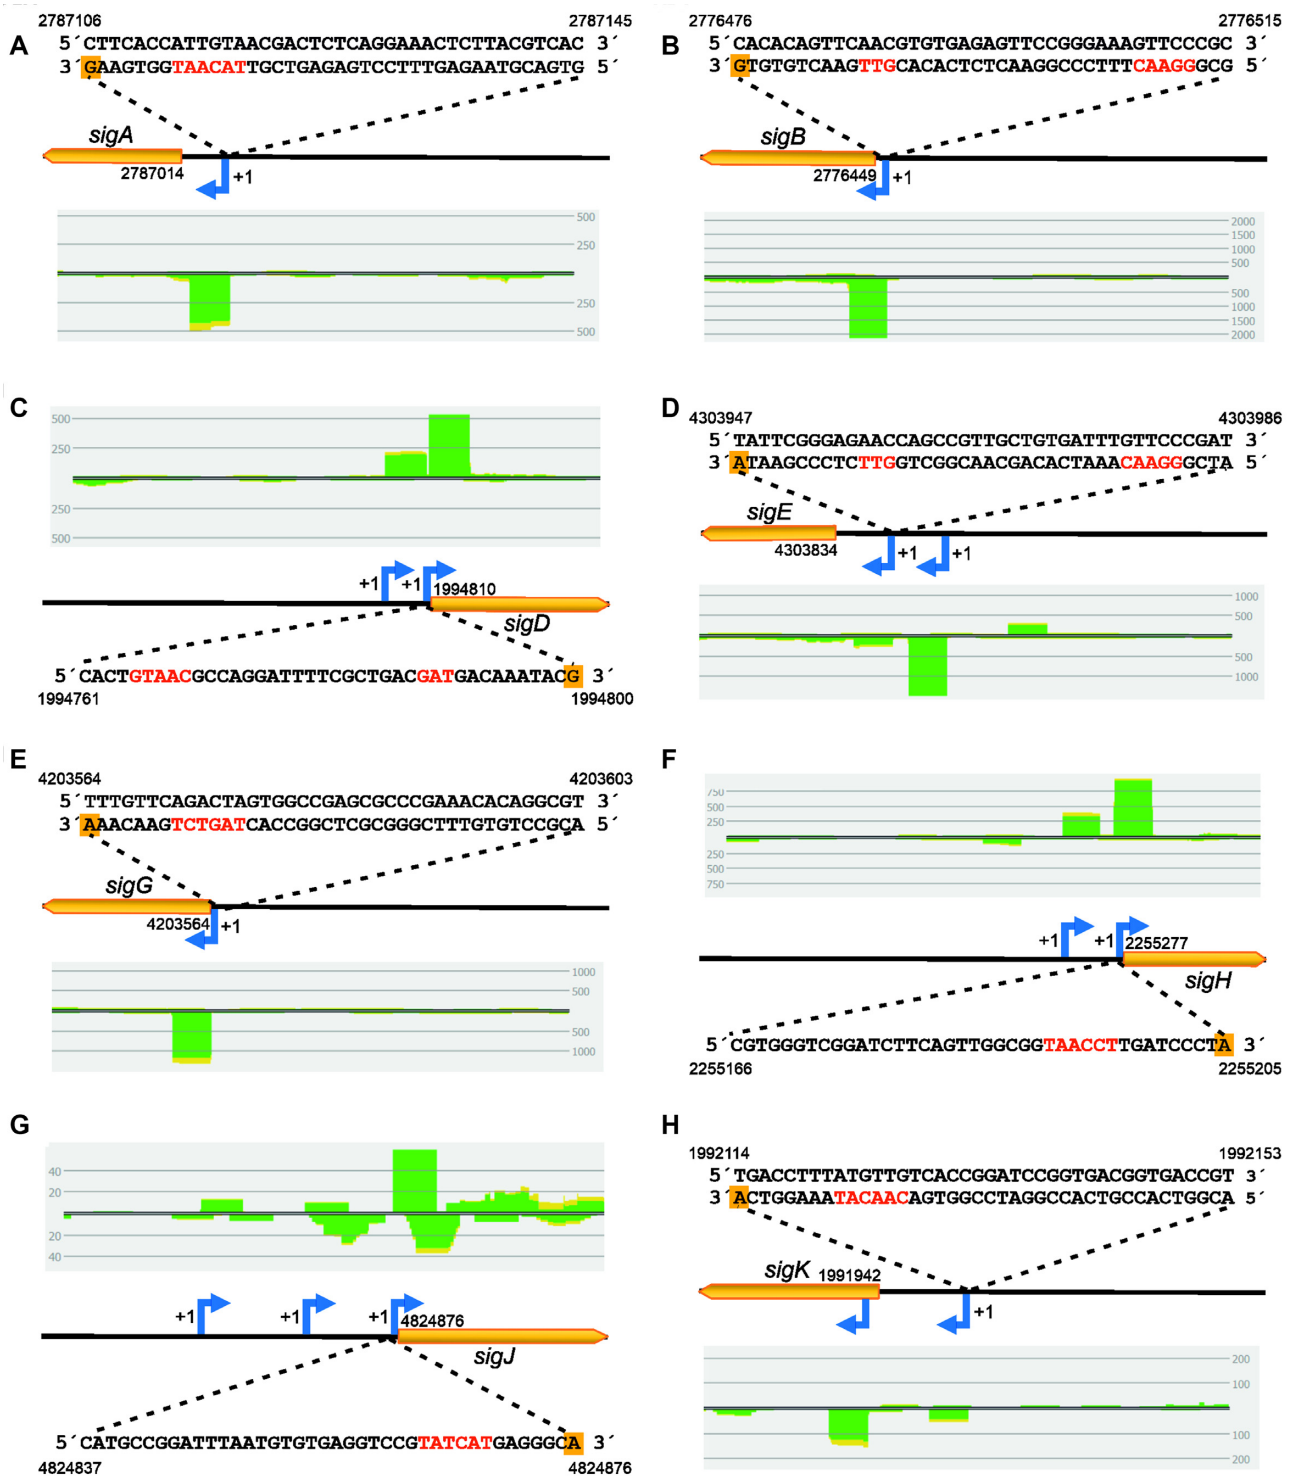 A
2787106 2787145
5´CTTCACCATTGTAACGACTCTCAGGAAACTCTTACGTCAC 3´
3´GAAGTGGTAACATTGCTGAGAGTCCTTTGAGAATGCAGTG 5´
sigA
2787014
+1
500
250
250
500
B
2776476 2776515
5´CACACAGTTCAACGTGTGAGAGTTCCGGGAAAGTTCCCGC 3´
3´GTGTGTCAAGTTGCACACTCTCAAGGCCCTTTCAAGGGCG 5´
sigB
2776449
+1
2000
1500
1000
500
500
1000
1500
2000
C
500
250
250
500
+1 +1
1994810
sigD
5´CACTGTAACGCCAGGATTTTCGCTGACGATGACAAATACG 3´
1994761 1994800
D
4303947 4303986
5´TATTCGGGAGAACCAGCCGTTGCTGTGATTTGTTCCCGAT 3´
3´ATAAGCCCTCTTGGTCGGCAACGACACTAAACAAGGGCTA 5´
sigE
4303834
+1 +1
1000
500
500
1000
E
4203564 4203603
5´TTTGTTCAGACTAGTGGCCGAGCGCCCGAAACACAGGCGT 3´
3´AAACAAGTCTGATCACCGGCTCGCGGGCTTTGTGTCCGCA 5´
sigG
4203564
+1
1000
500
500
1000
F
750
500
250
250
500
750
+1 +1
2255277
sigH
5´CGTGGGTCGGATCTTCAGTTGGCGGTAACCTTGATCCCTA 3´
2255166 2255205
G
40
20
20
40
+1 +1 +1
4824876
sigJ
5´CATGCCGGATTTAATGTGTGAGGTCCGTATCATGAGGGCA 3´
4824837 4824876
H
1992114 1992153
5´TGACCTTTATGTTGTCACCGGATCCGGTGACGGTGACCGT 3´
3´ACTGGAAATACAACAGTGGCCTAGGCCACTGCCACTGGCA 5´
sigK 1991942
+1
200
100
100
200